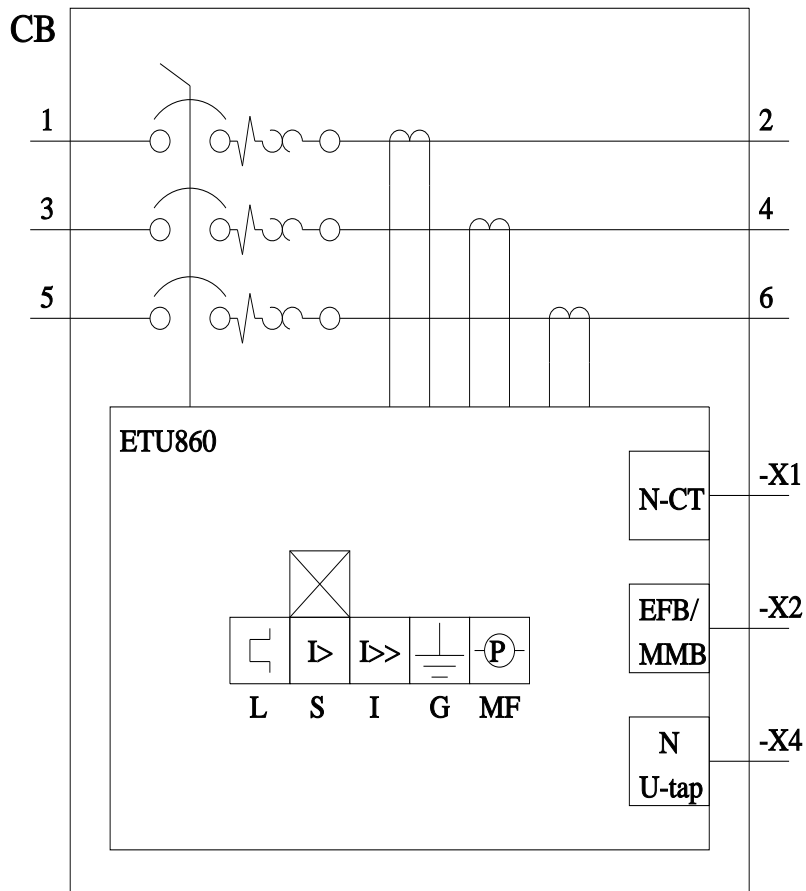 CB
1
2
3
4
5
6
ETU860
N-CT
-X1
EFB/
MMB
-X2
I>
I>>
P
L
S
I
G
MF
N
U-tap
-X4